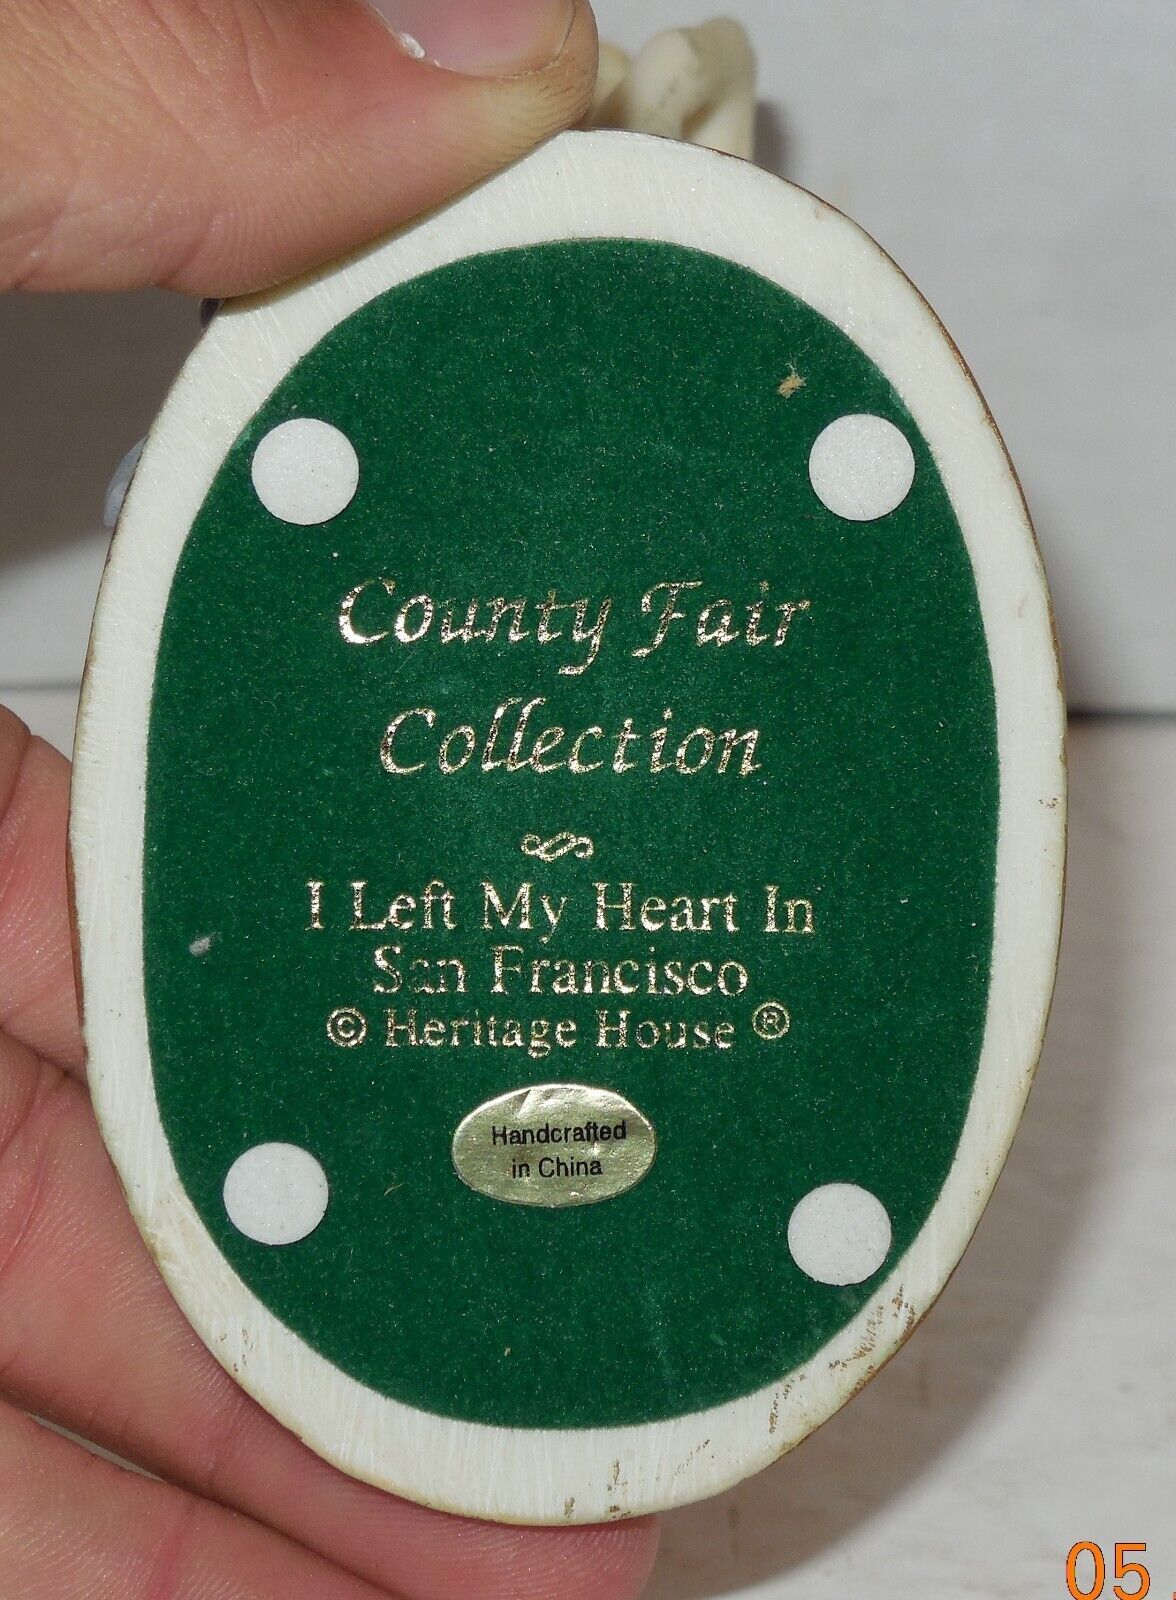 County Fair
Collection
I Left My Heart In
San Francisco
© Heritage House ®
Handcrafted
in China
05